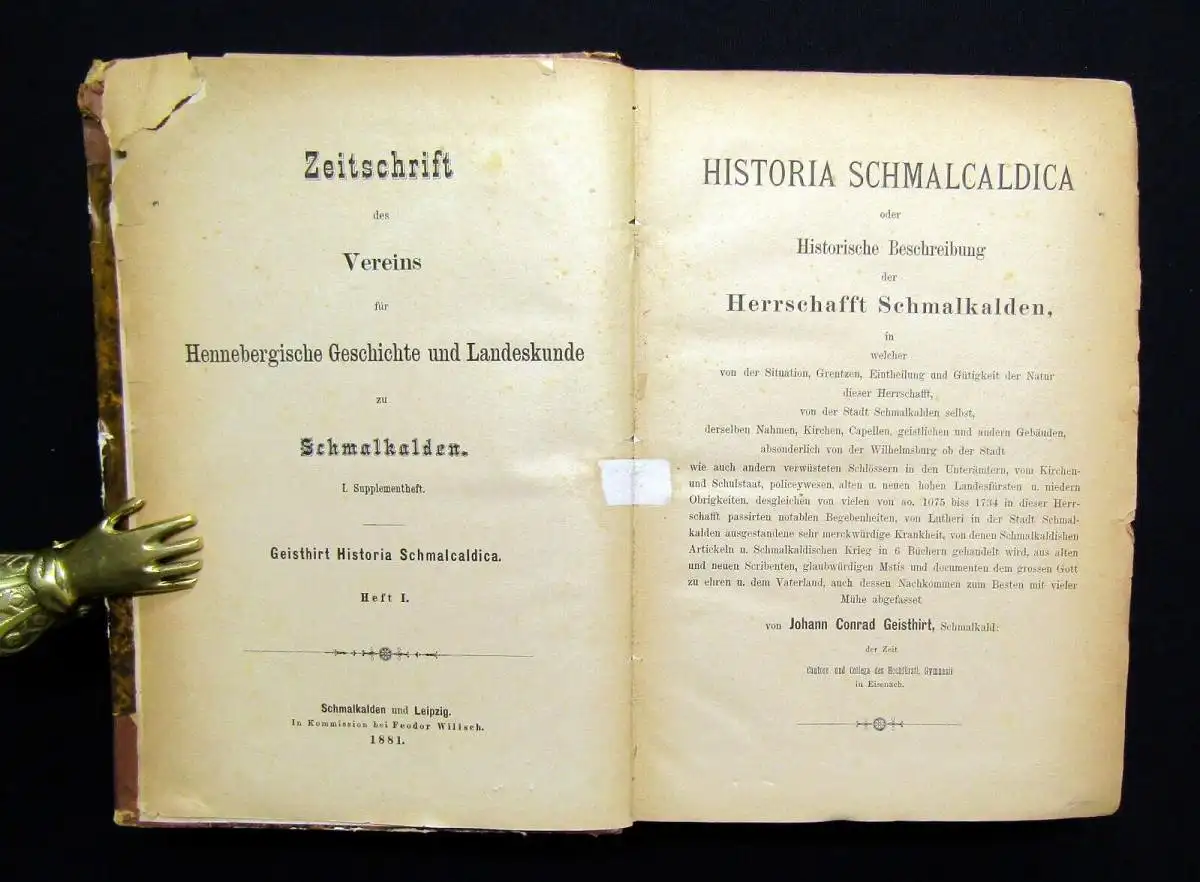 Zeitschrift
des
Vereins
für
Hennebergische Geschichte und Landeskunde
zu
Schmalkalden.
I. Supplementheft.
Geisthirt Historia Schmalcaldica.
Heft I.
Schmalkalden und Leipzig.
In Kommission bei Feodor Willsch.
1881.
HISTORIA SCHMALCALDICA
oder
Historische Beschreibung
der
Herrschafft Schmalkalden,
in
welcher
von der Situation, Grentzen, Eintheilung und Gütigkeit der Natur
dieser Herrschafft,
von der Stadt Schmalkalden selbst,
derselben Nahmen, Kirchen, Capellen, geistlichen und andern Gebäuden,
absonderlich von der Wilhelmsburg ob der Stadt
wie auch andern verwüsteten Schlössern in den Unterämtern, vom Kirchen-
und Schulstaat, policeywesen, alten u. neuen hohen Landesfürsten u. niedern
Obrigkeiten, desgleichen von vielen von ao. 1075 biss 1734 in dieser Herr-
schafft passirten notablen Begebenheiten, von Lutheri in der Stadt Schmal-
kalden ausgestandene sehr merckwürdige Krankheit, von denen Schmalkaldishen
Artickeln u. Schmalkaldischen Krieg in 6 Büchern gehandelt wird, aus alten
und neuen Scribenten, glaubwürdigen Mstis und documenten dem grossen Gott
zu ehren u. dem Vaterland, auch dessen Nachkommen zum Besten mit vieler
Mühe abgefasset
von Johann Conrad Geisthirt, Schmalkald:
der Zeit
Cantore und Collega des Hochfürstl. Gymnasii
in Eisenach.